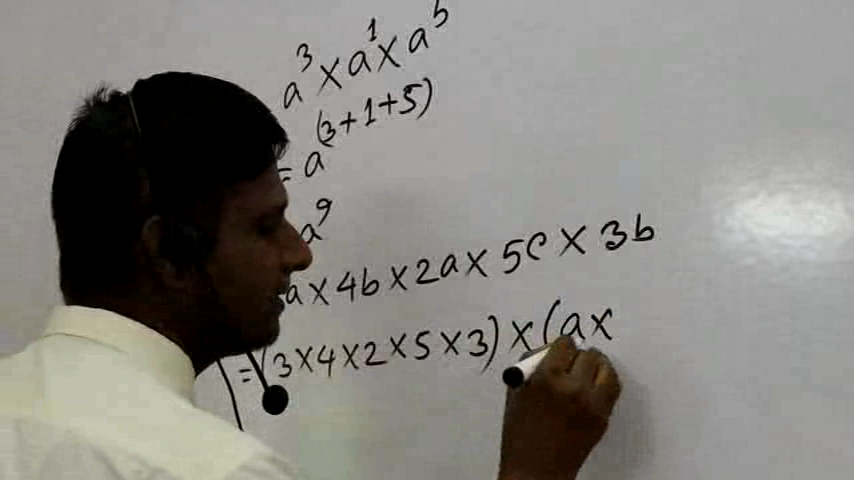 a³ × a¹ × a⁵
= a⁽³⁺¹⁺⁵⁾
a⁹
a × 4b × 2a × 5c × 3b
= (3 × 4 × 2 × 5 × 3) × (a ×